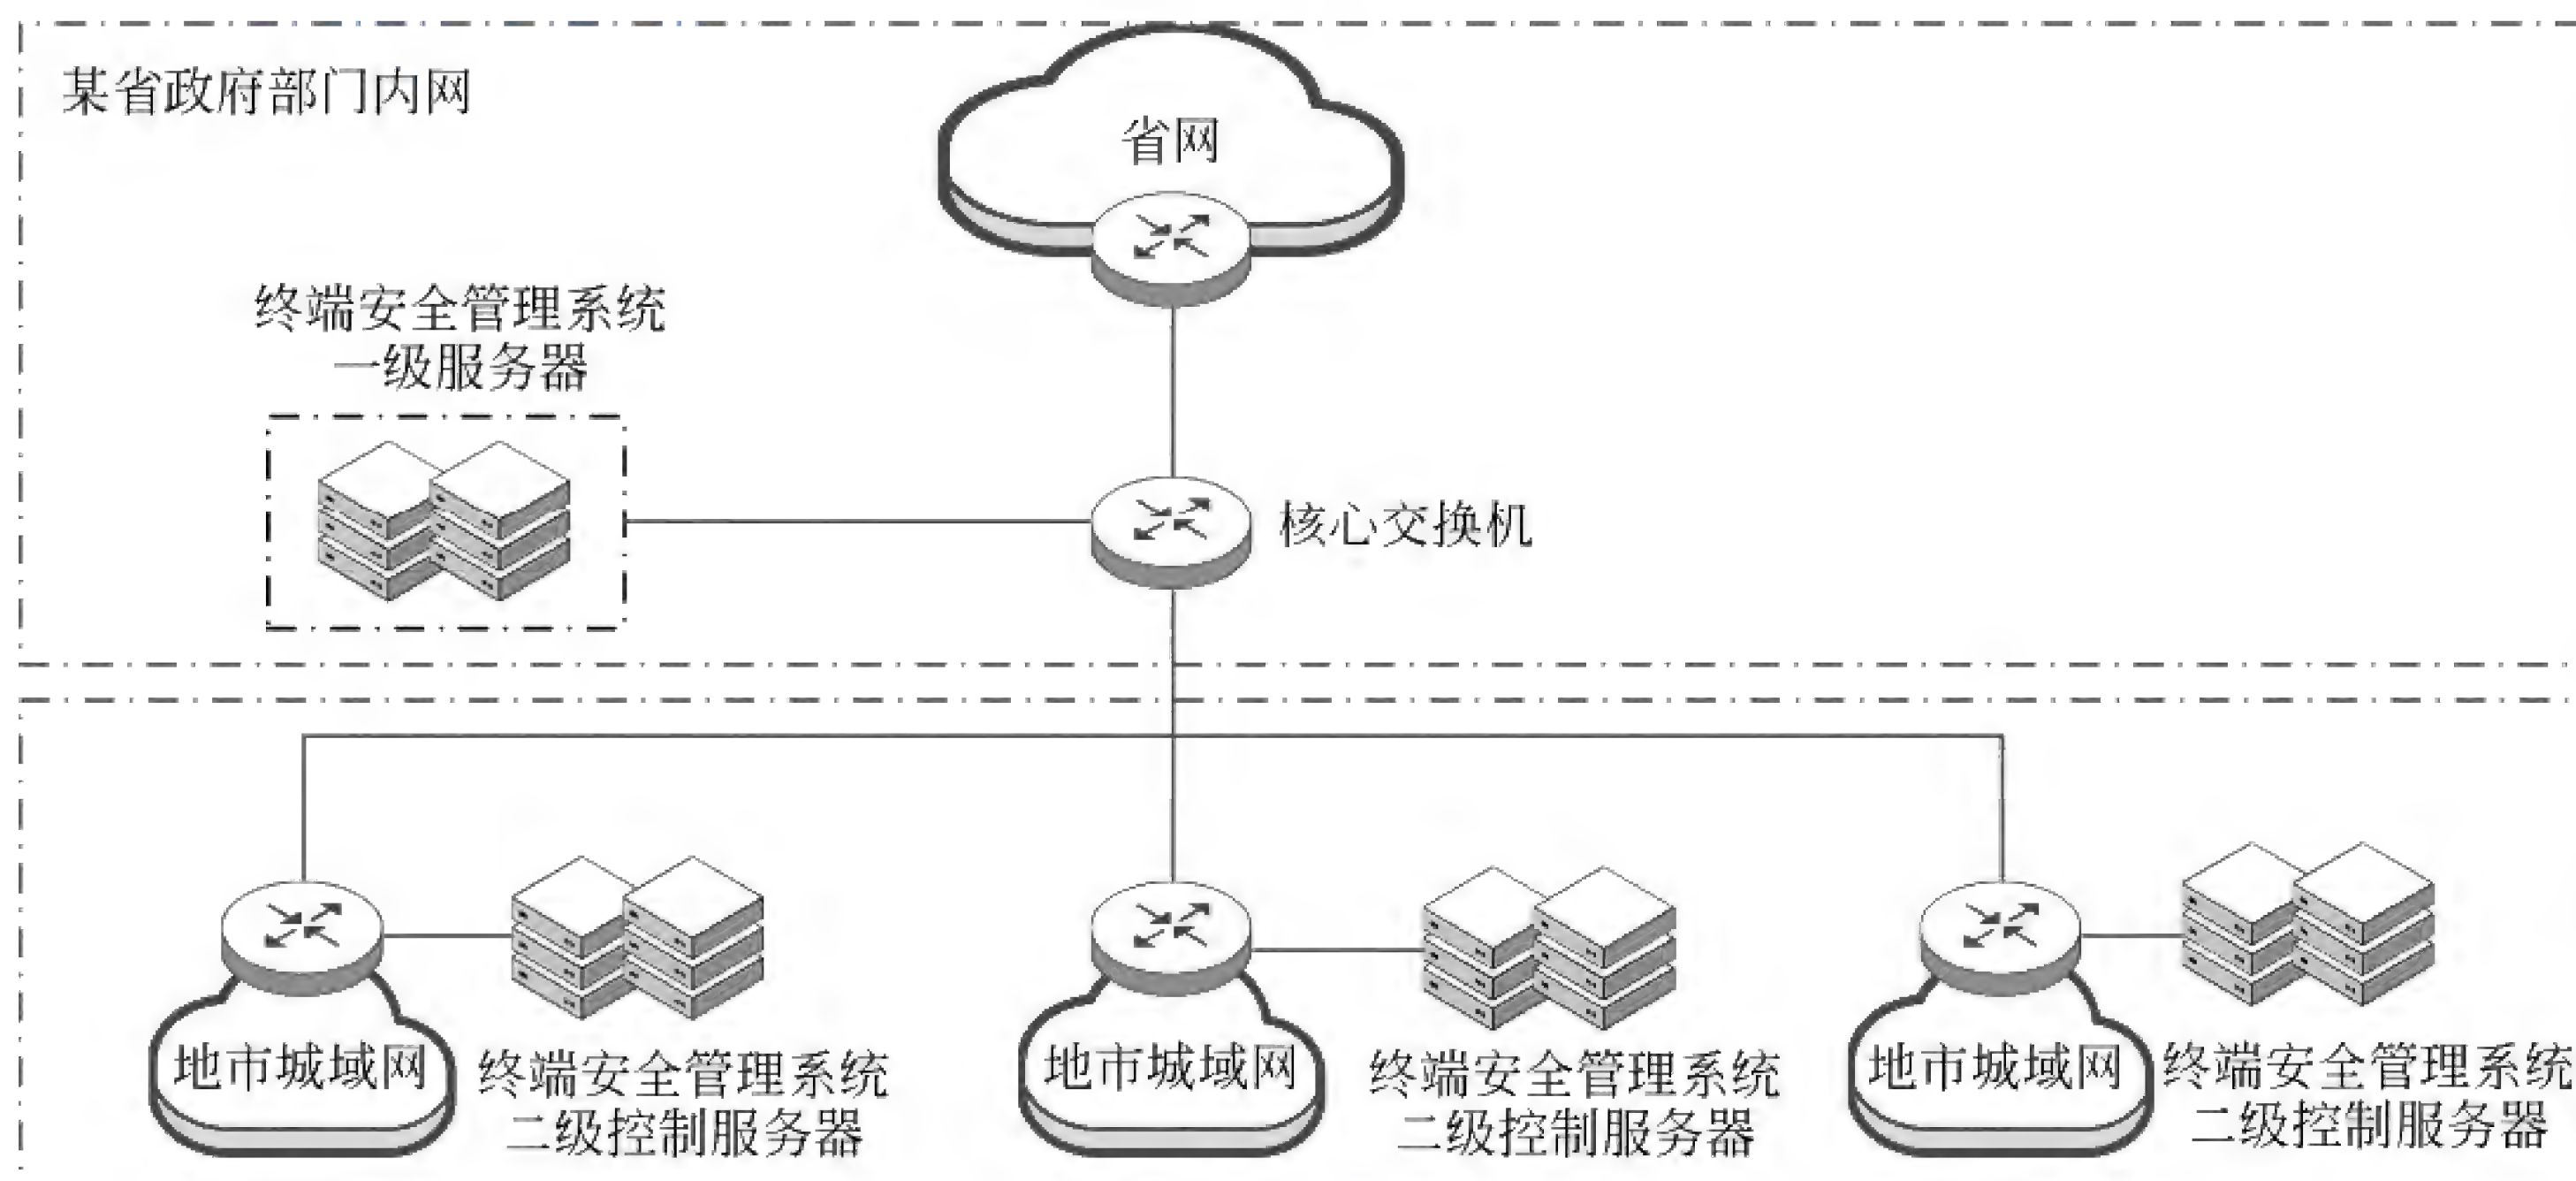 某省政府部门内网
省网
终端安全管理系统
一级服务器
核心交换机
地市城域网
终端安全管理系统
二级控制服务器
地市城域网
终端安全管理系统
二级控制服务器
地市城域网
终端安全管理系统
二级控制服务器